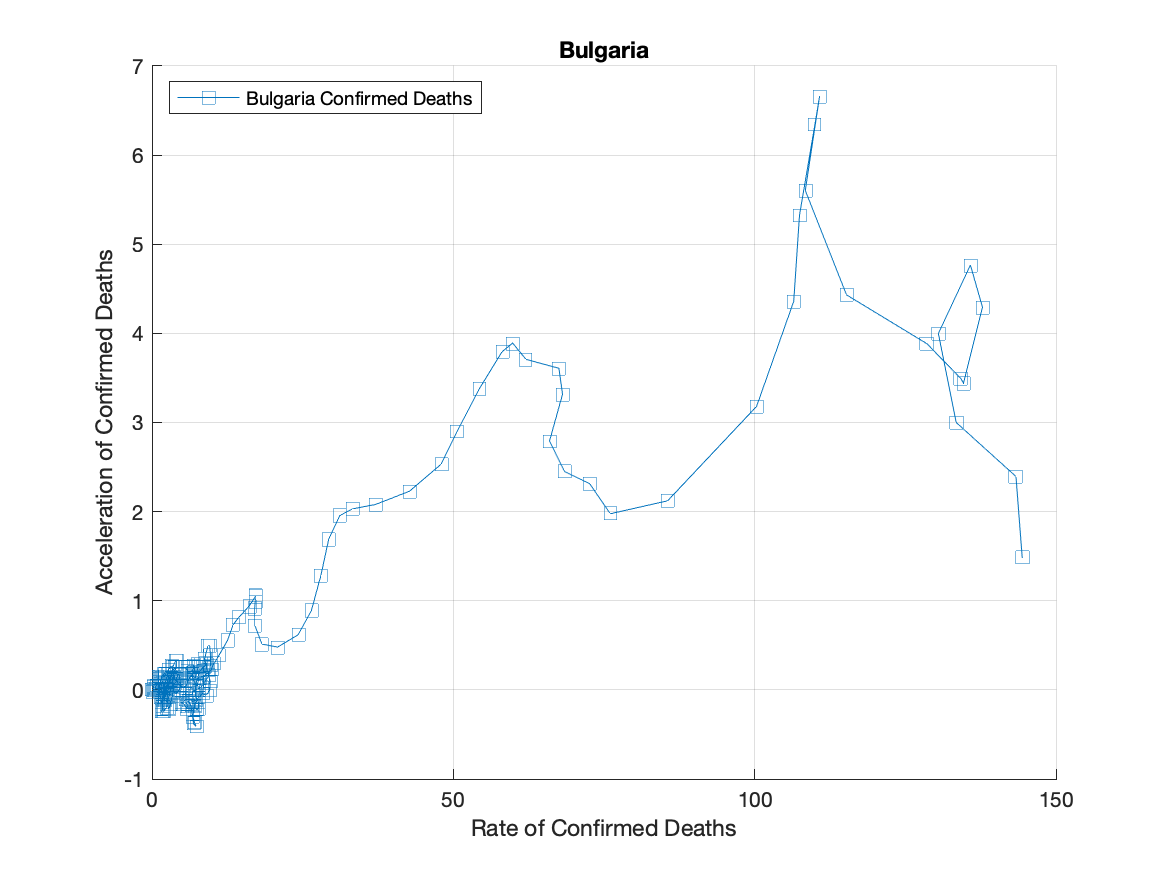 Bulgaria
Bulgaria Confirmed Deaths
7
6
5
4
3
2
1
0
-1
Acceleration of Confirmed Deaths
0 50 100 150
Rate of Confirmed Deaths